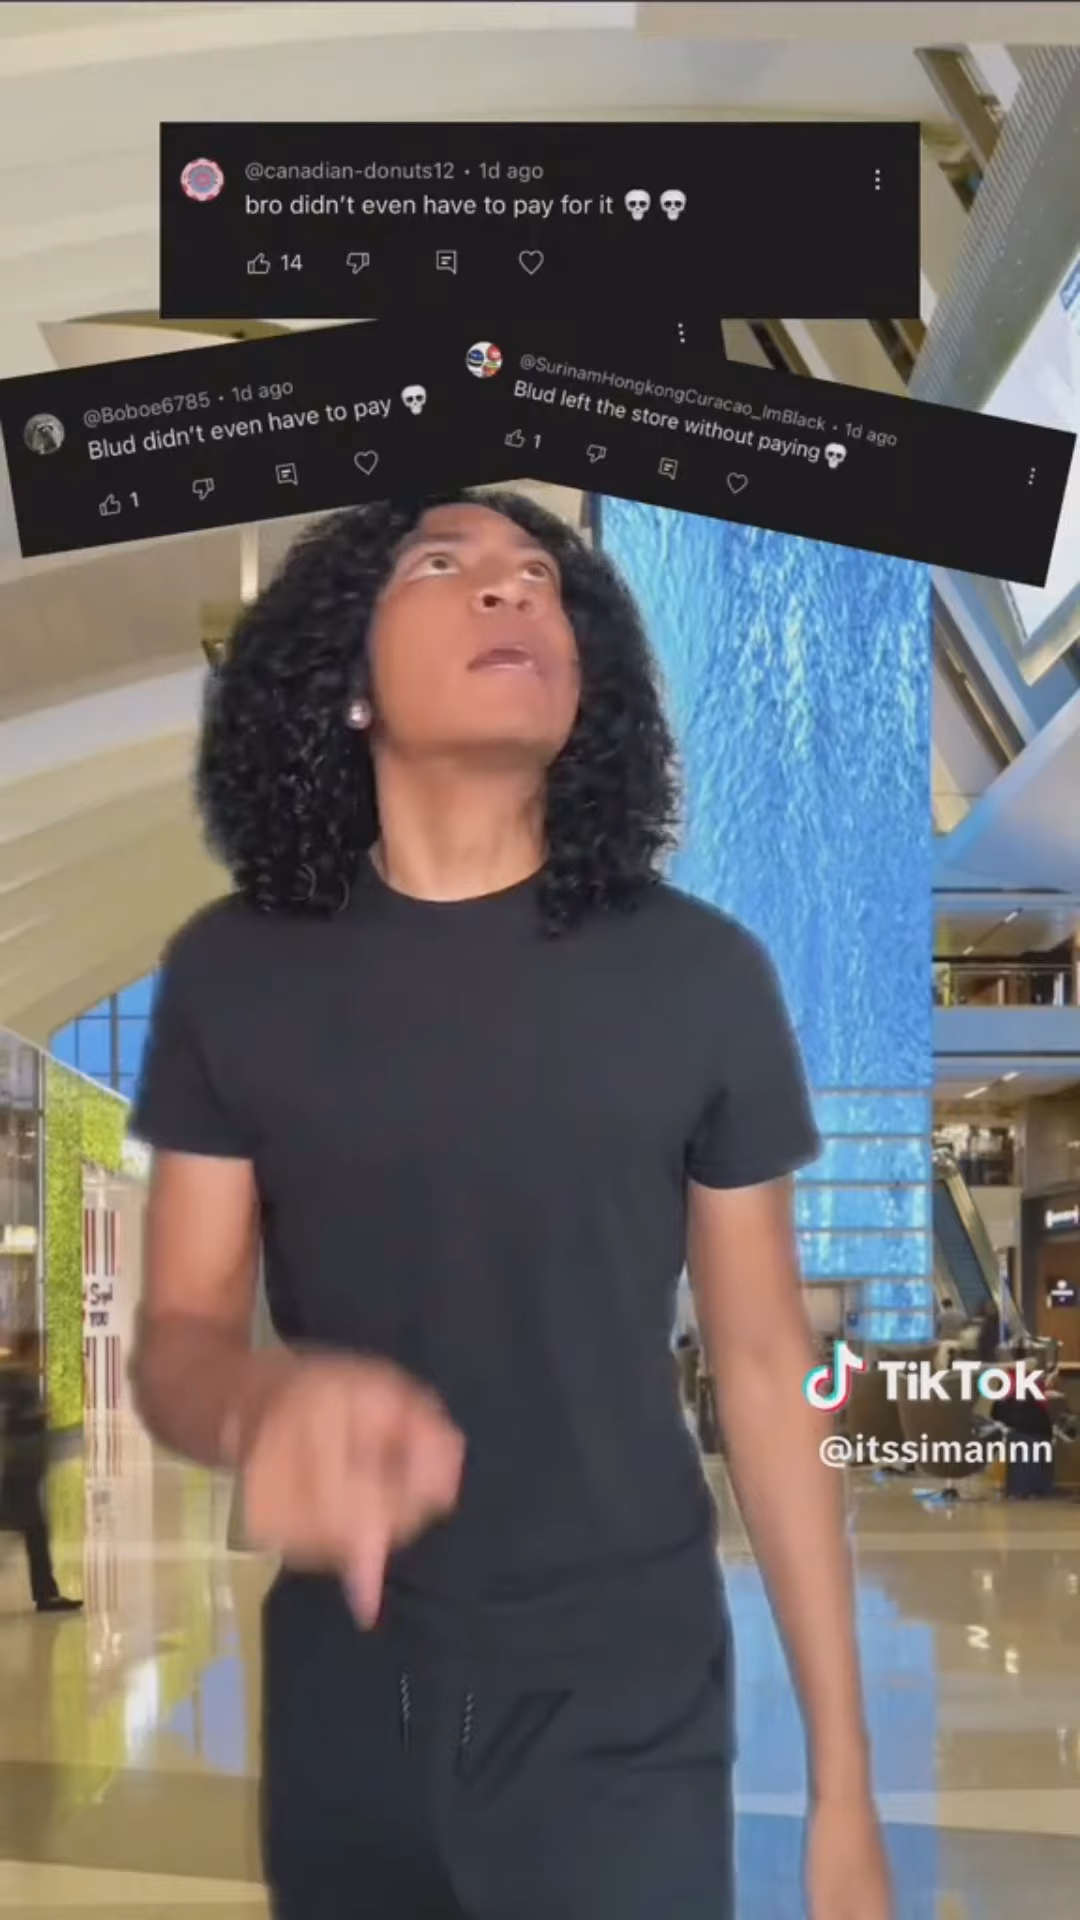 @canadian-donuts12 • 1d ago
bro didn't even have to pay for it 💀💀
14
@Boboe6785 • 1d ago
Blud didn't even have to pay 💀
1
@SurinamHongkongCuracao_ImBlack • 1d ago
Blud left the store without paying💀
1
TikTok
@itssimannn